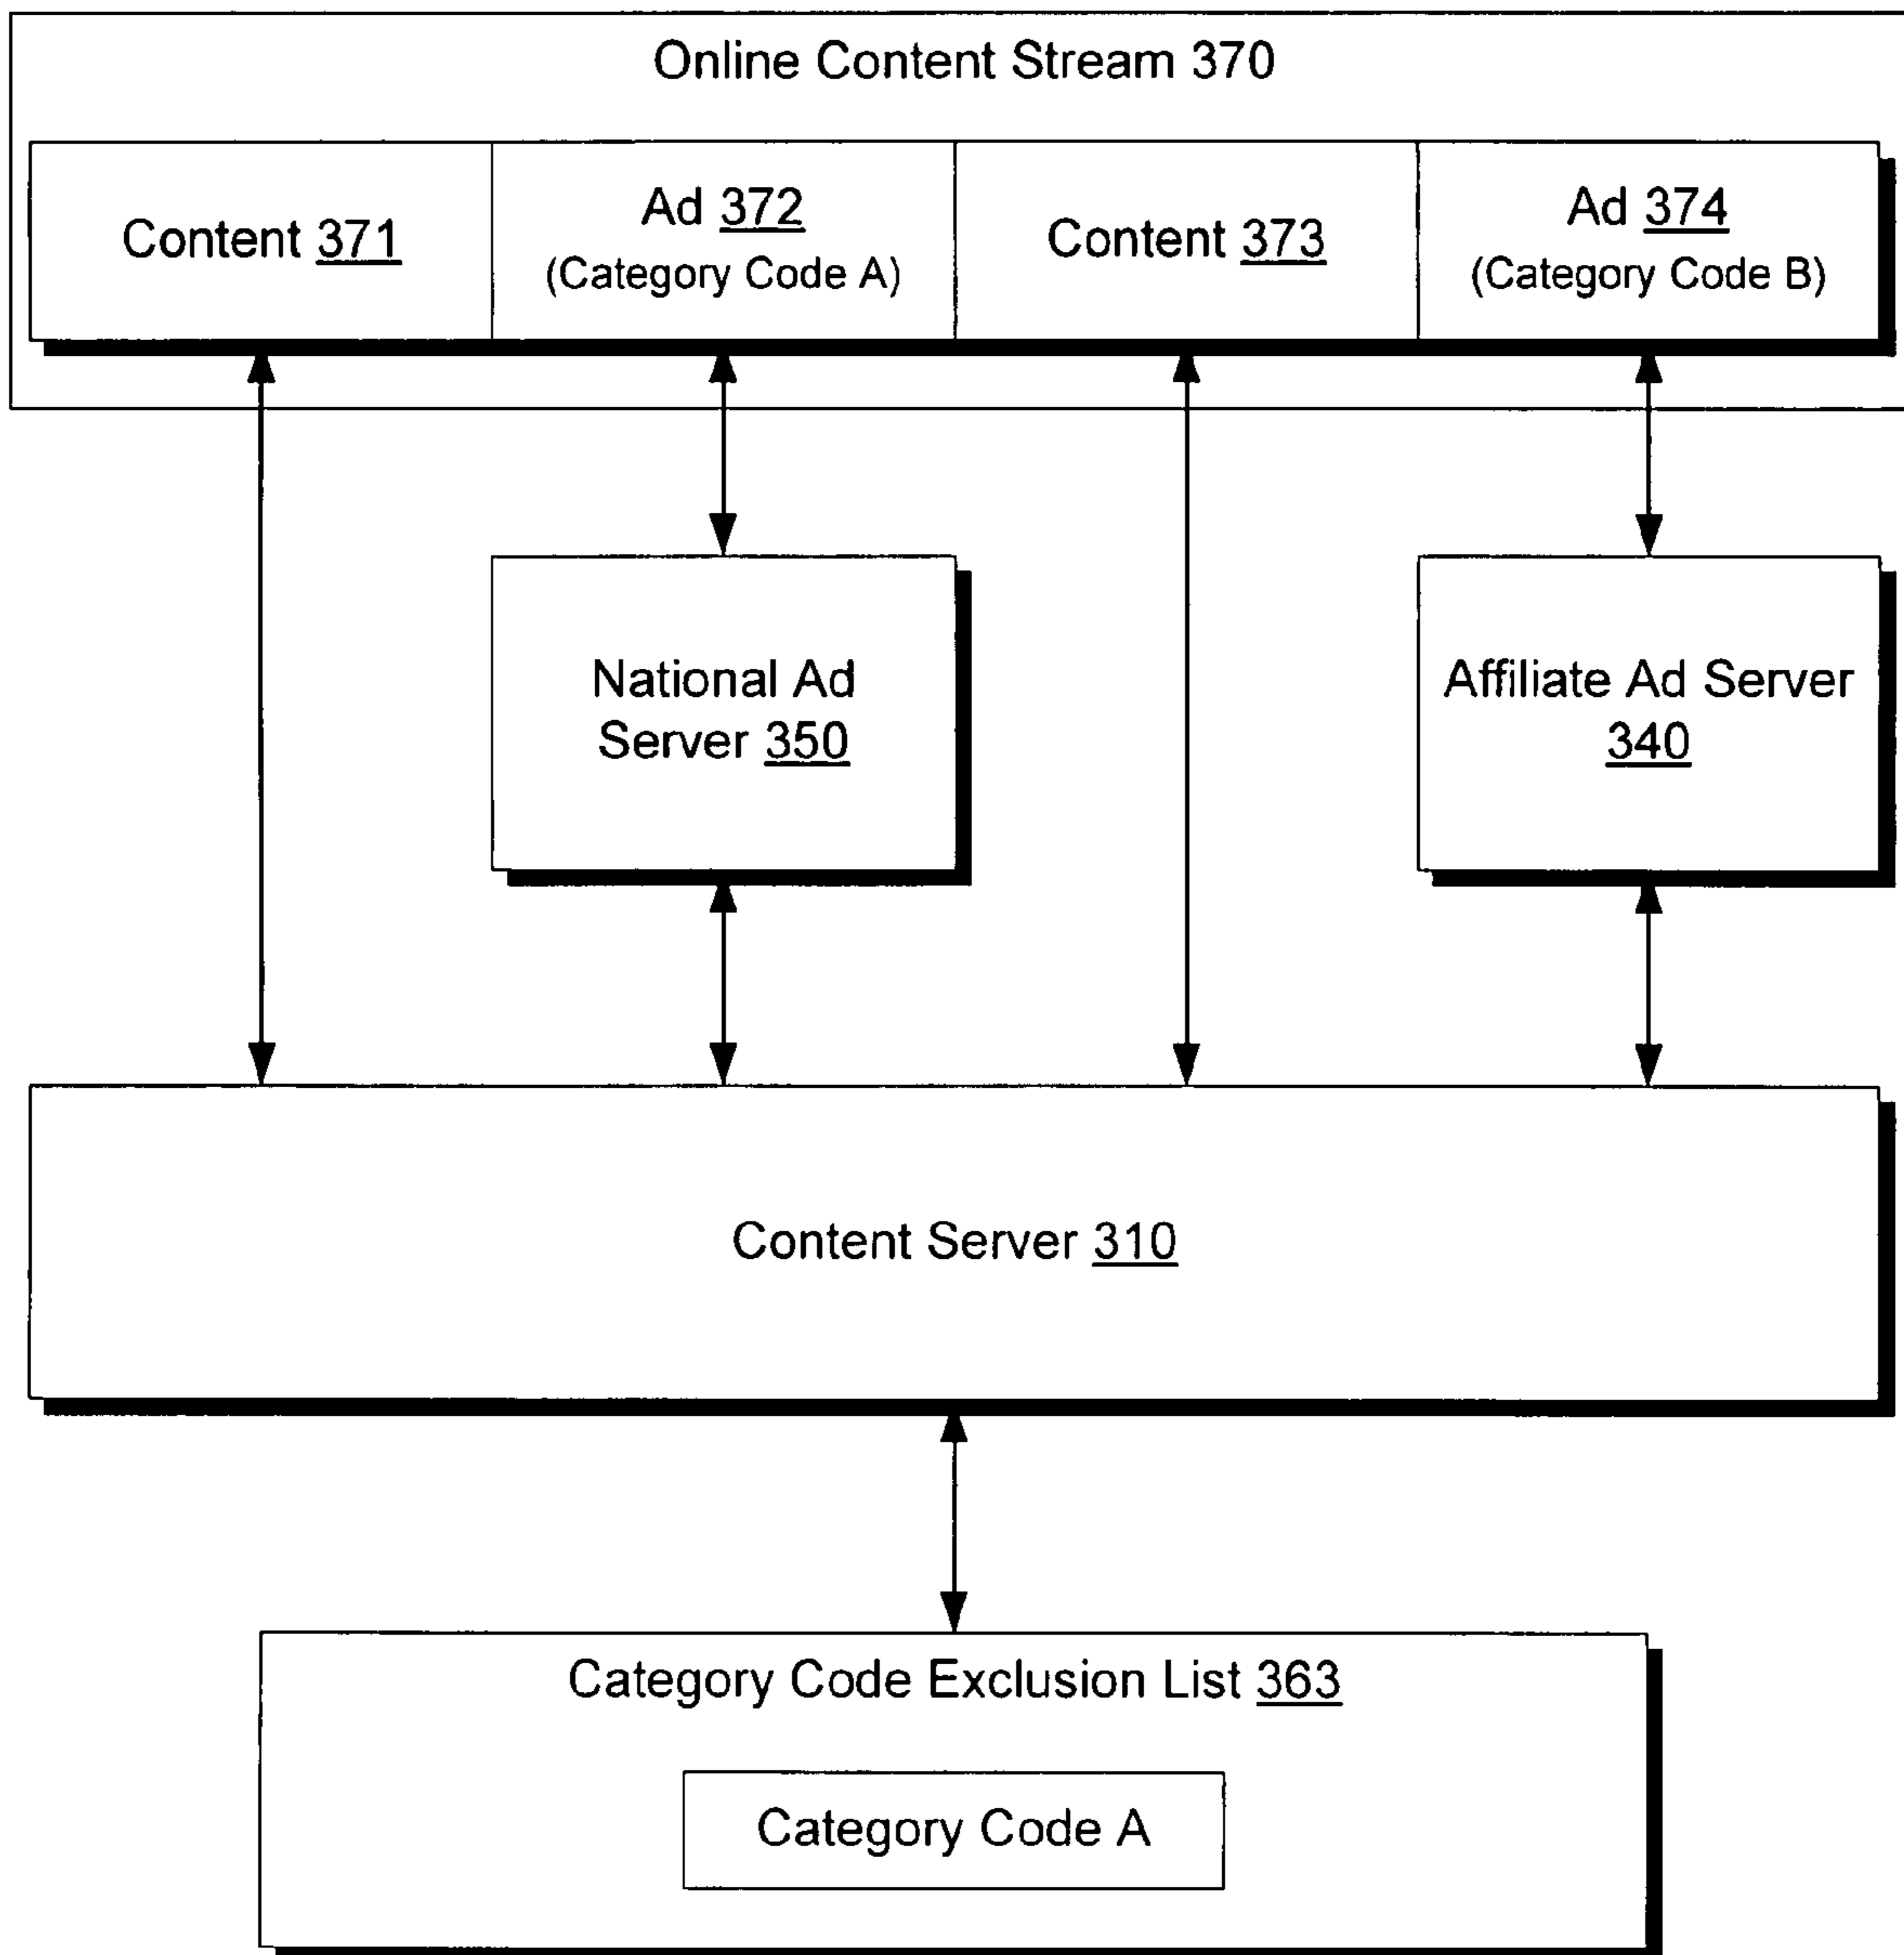 Online Content Stream 370
Content 371
Ad 372
(Category Code A)
Content 373
Ad 374
(Category Code B)
National Ad
Server 350
Affiliate Ad Server
340
Content Server 310
Category Code Exclusion List 363
Category Code A